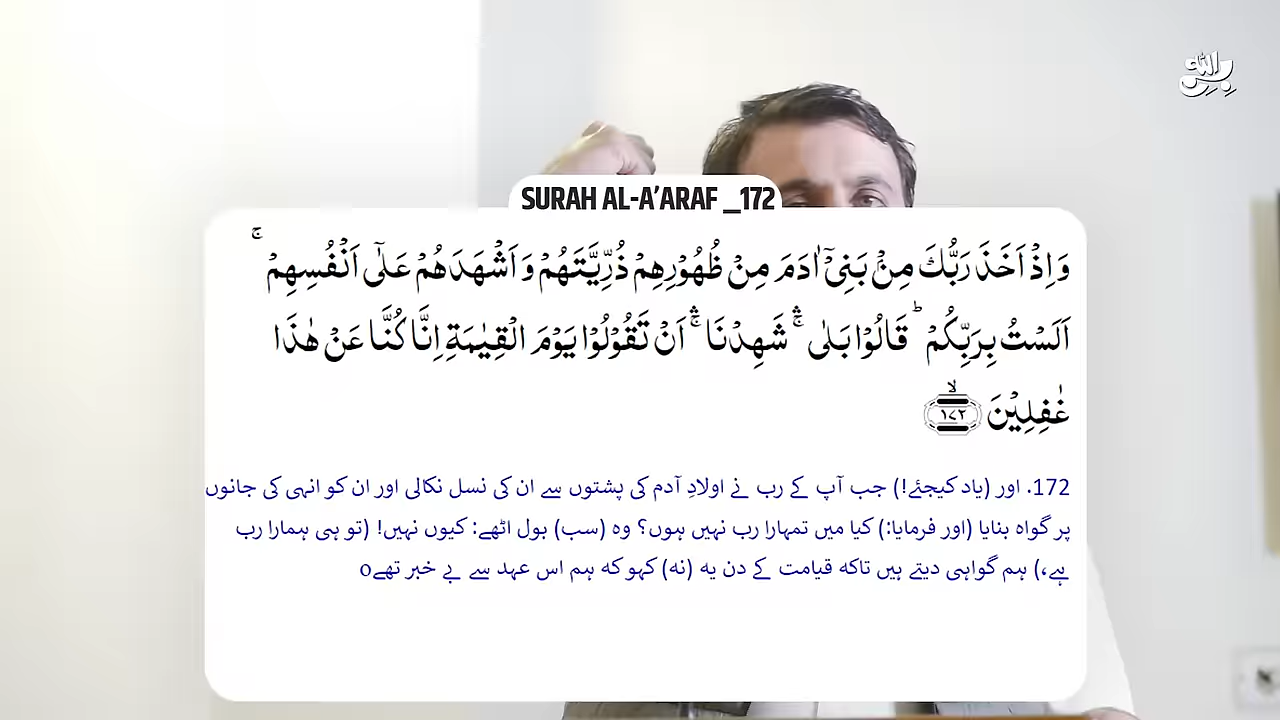 بسم الله
SURAH AL-A’ARAF _172
وَاِذْ اَخَذَ رَبُّكَ مِنْۢ بَنِیْۤ اٰدَمَ مِنْ ظُهُوْرِهِمْ ذُرِّیَّتَهُمْ وَ اَشْهَدَهُمْ عَلٰۤی اَنْفُسِهِمْ ۚ
اَلَسْتُ بِرَبِّكُمْ ؕ قَالُوْا بَلٰی ۛۚ شَهِدْنَا ۛۚ اَنْ تَقُوْلُوْا یَوْمَ الْقِیٰمَةِ اِنَّا كُنَّا عَنْ هٰذَا
غٰفِلِیْنَ ۙ ﴿۱۷۲﴾
172. اور (یاد کیجئے!) جب آپ کے رب نے اولادِ آدم کی پشتوں سے ان کی نسل نکالی اور ان کو انہی کی جانوں
پر گواہ بنایا (اور فرمایا:) کیا میں تمہارا رب نہیں ہوں؟ وہ (سب) بول اٹھے: کیوں نہیں! (تو ہی ہمارا رب
ہے،) ہم گواہی دیتے ہیں تاکہ قیامت کے دن یہ (نہ) کہو کہ ہم اس عہد سے بے خبر تھےo